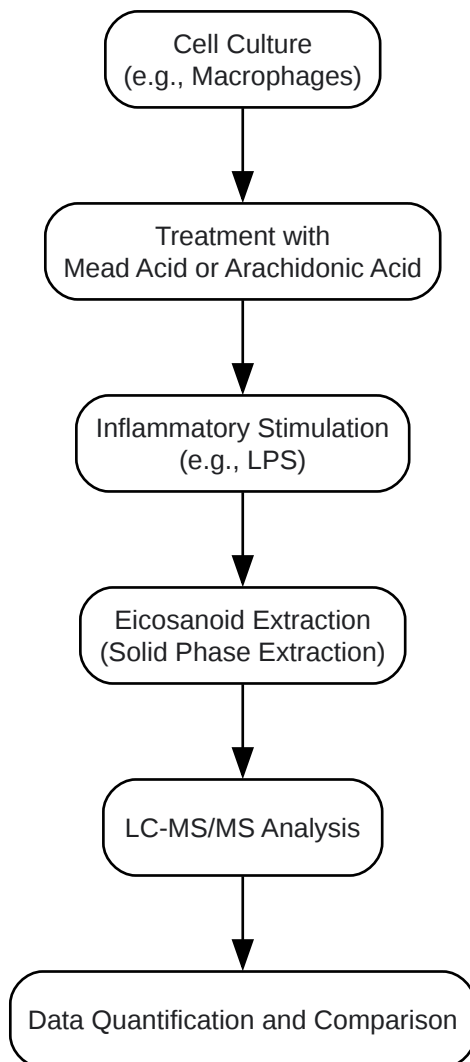 Cell Culture
(e.g., Macrophages)
Treatment with
Mead Acid or Arachidonic Acid
Inflammatory Stimulation
(e.g., LPS)
Eicosanoid Extraction
(Solid Phase Extraction)
LC-MS/MS Analysis
Data Quantification and Comparison